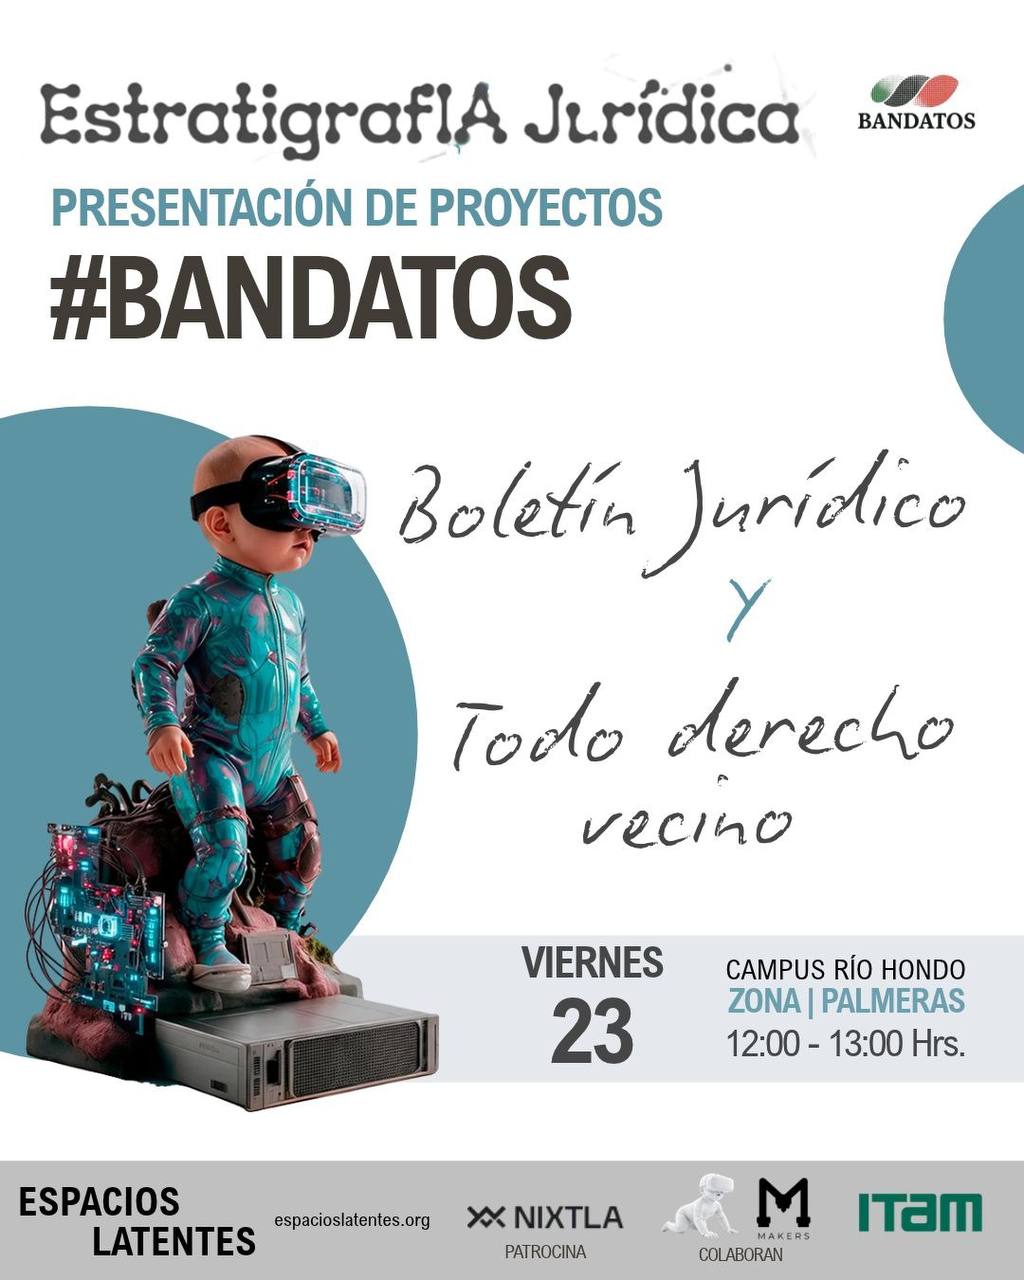 EstratigrafIA Jurídica
BANDATOS
PRESENTACIÓN DE PROYECTOS
#BANDATOS
Boletín Jurídico
y
Todo derecho
vecino
VIERNES
23
CAMPUS RÍO HONDO
ZONA | PALMERAS
12:00 - 13:00 Hrs.
ESPACIOS
LATENTES
espacioslatentes.org
NIXTLA
PATROCINA
M
MAKERS
COLABORAN
ITAM